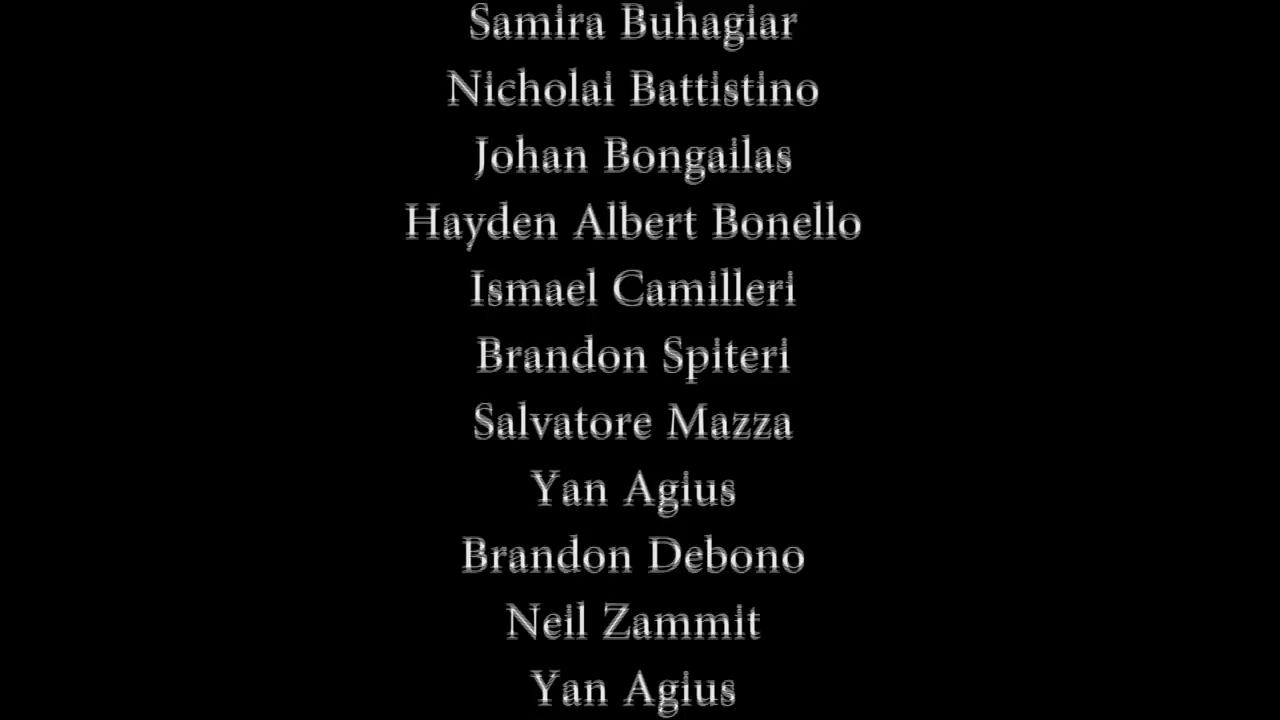 Samira Buhagiar
Nicholai Battistino
Johan Bongailas
Hayden Albert Bonello
Ismael Camilleri
Brandon Spiteri
Salvatore Mazza
Yan Agius
Brandon Debono
Neil Zammit
Yan Agius